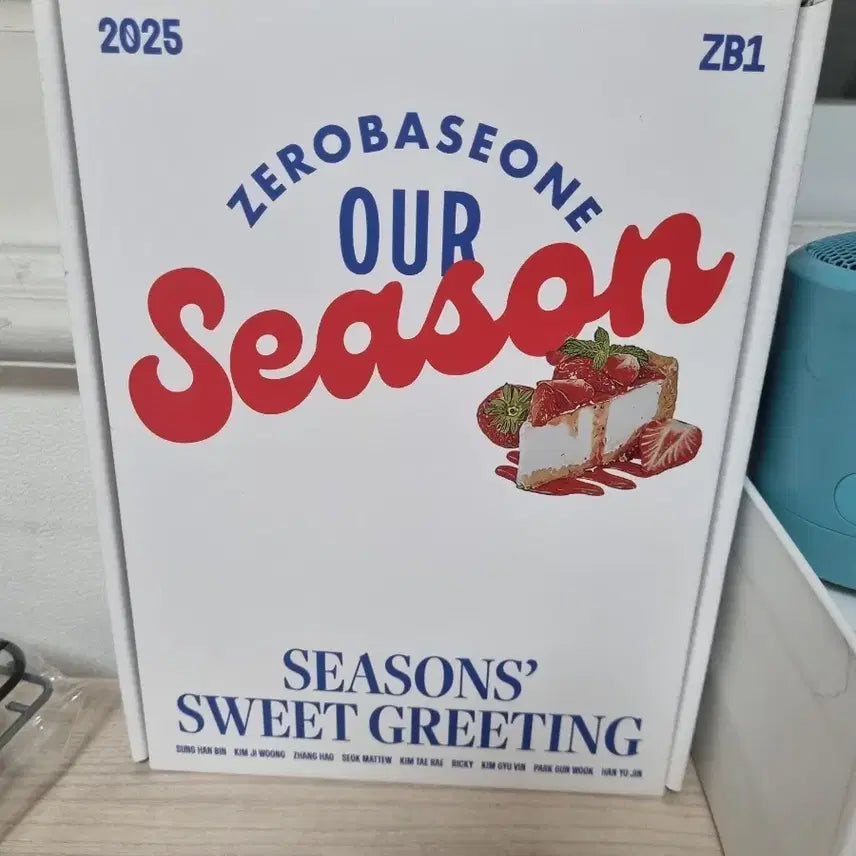 2025
ZB1
ZEROBASEONE
OUR
Season
SEASONS'
SWEET GREETING
SUNG HAN BIN KIM JI WOONG ZHANG HAO SEOK MATTEW KIM TAE RAE RICKY KIM GYU VIN PARK GUN WOOK HAN YU JIN